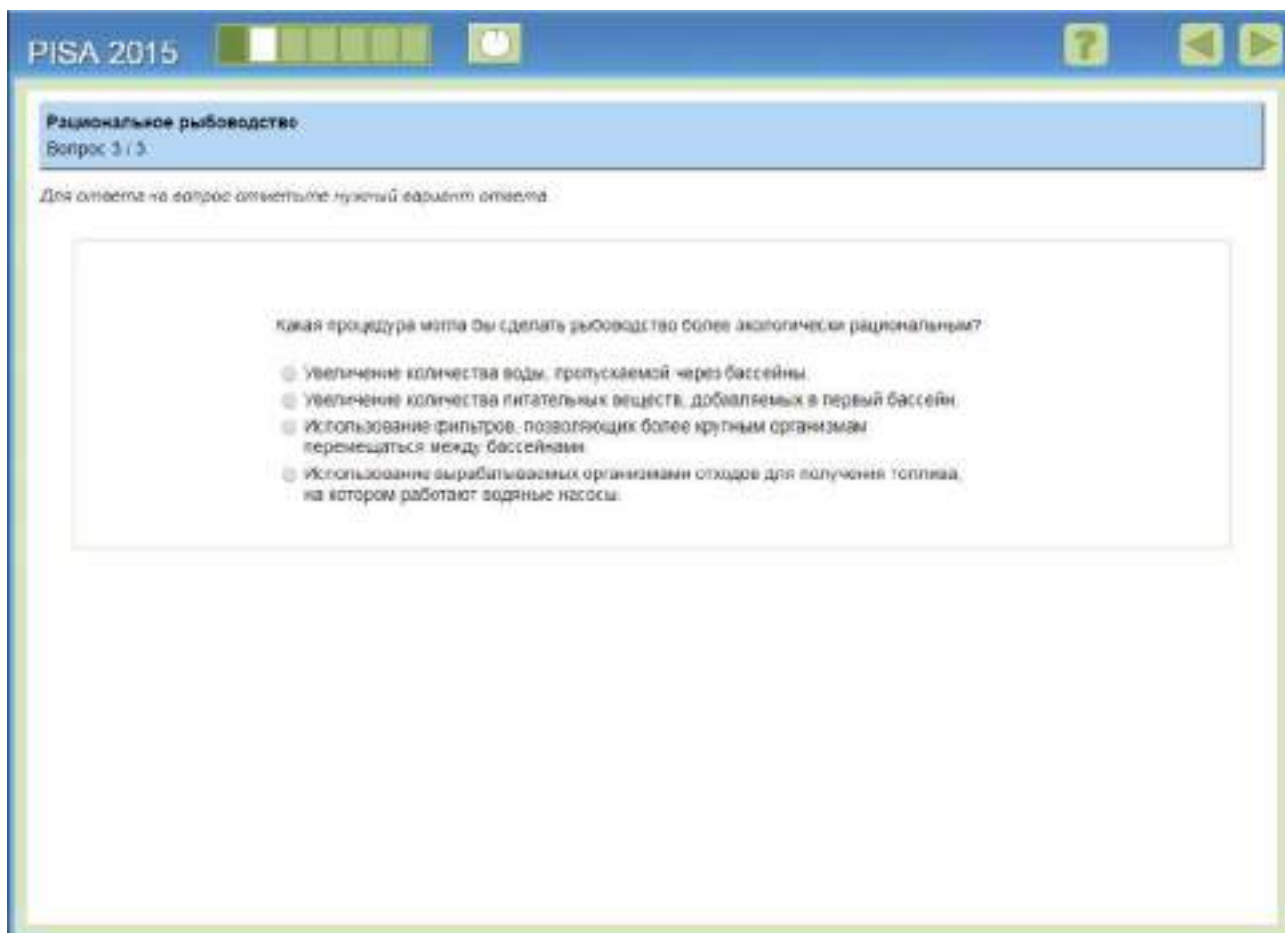 PISA 2015
?
Рациональное рыбоводство
Вопрос 3 / 3
Для ответа на вопрос отметьте нужный вариант ответа
Какая процедура могла бы сделать рыбоводство более экологически рациональным?
Увеличение количества воды, пропускаемой через бассейны.
Увеличение количества питательных веществ, добавляемых в первый бассейн.
Использование фильтров, позволяющих более крупным организмам
перемещаться между бассейнами.
Использование вырабатываемых организмами отходов для получения топлива,
на котором работают водяные насосы.